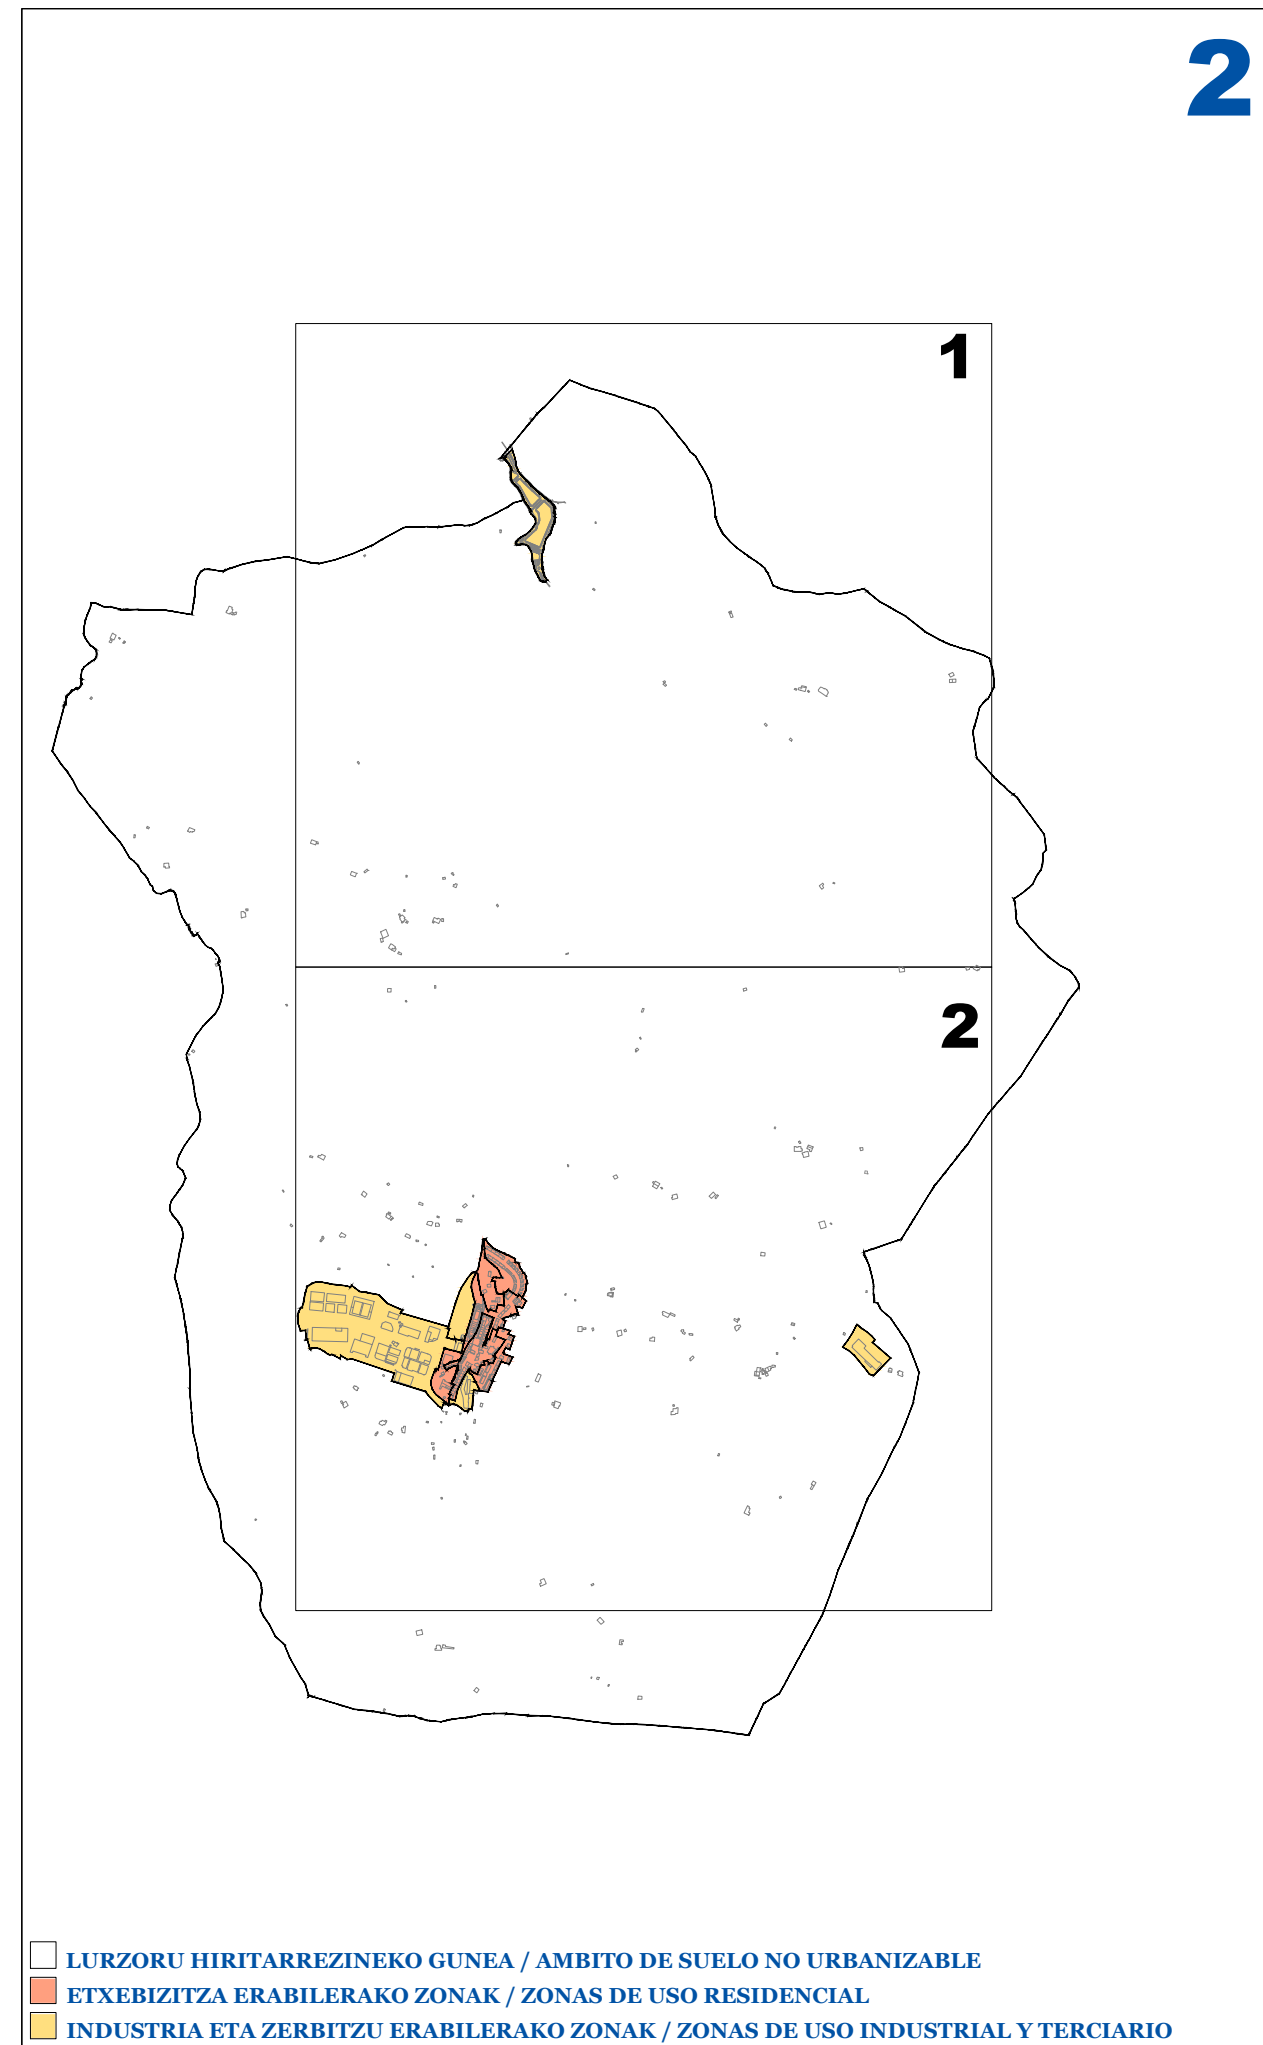 2
1
2
LURZORU HIRITARREZINEKO GUNEA / AMBITO DE SUELO NO URBANIZABLE
ETXEBIZITZA ERABILERAKO ZONAK / ZONAS DE USO RESIDENCIAL
INDUSTRIA ETA ZERBITZU ERABILERAKO ZONAK / ZONAS DE USO INDUSTRIAL Y TERCIARIO